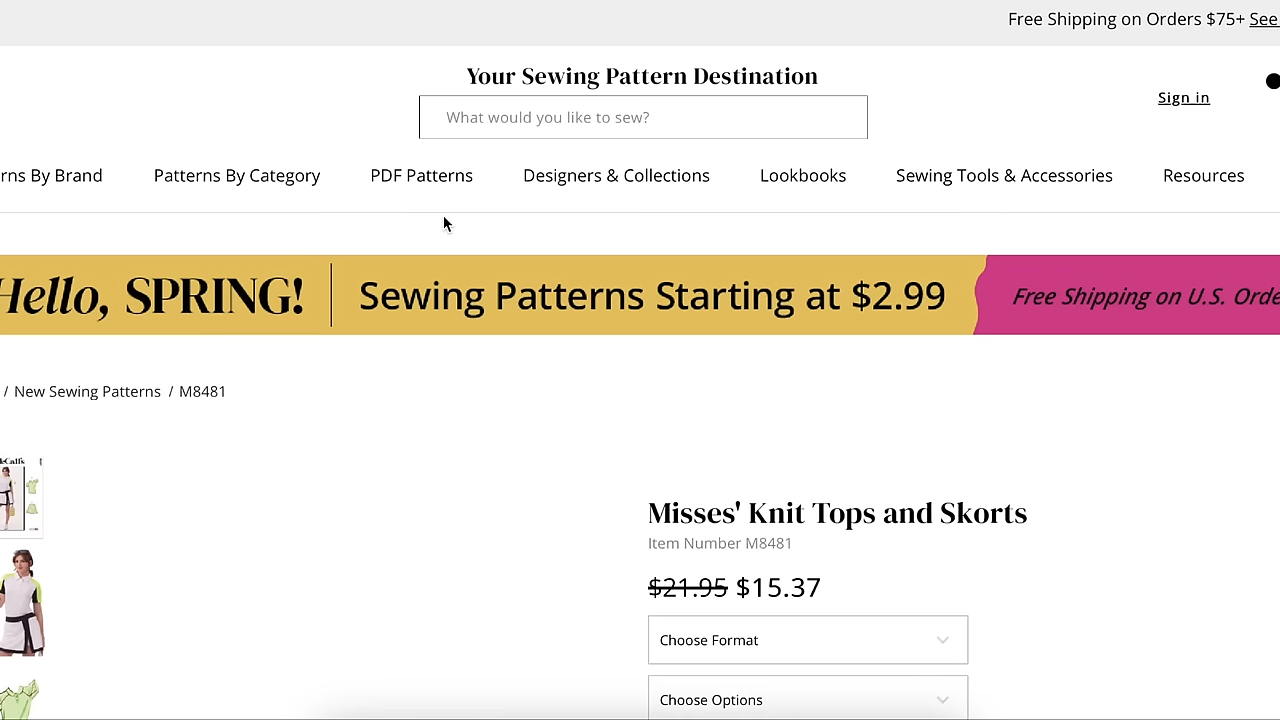 Free Shipping on Orders $75+ See
Your Sewing Pattern Destination
What would you like to sew?
Sign in
rns By Brand
Patterns By Category
PDF Patterns
Designers & Collections
Lookbooks
Sewing Tools & Accessories
Resources
Hello, SPRING!
Sewing Patterns Starting at $2.99
Free Shipping on U.S. Orde
/ New Sewing Patterns / M8481
Misses' Knit Tops and Skorts
Item Number M8481
$21.95 $15.37
Choose Format
Choose Options